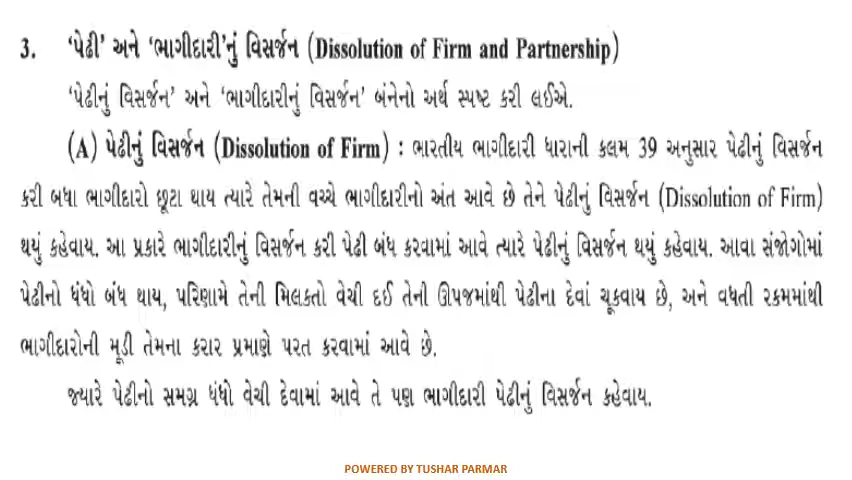 3. ‘પેઢી’ અને ‘ભાગીદારી’નું વિસર્જન (Dissolution of Firm and Partnership)
‘પેઢીનું વિસર્જન’ અને ‘ભાગીદારીનું વિસર્જન’ બંનેનો અર્થ સ્પષ્ટ કરી લઈએ.
(A) પેઢીનું વિસર્જન (Dissolution of Firm) : ભારતીય ભાગીદારી ધારાની કલમ 39 અનુસાર પેઢીનું વિસર્જન
કરી બધા ભાગીદારો છૂટા થાય ત્યારે તેમની વચ્ચે ભાગીદારીનો અંત આવે છે તેને પેઢીનું વિસર્જન (Dissolution of Firm)
થયું કહેવાય. આ પ્રકારે ભાગીદારીનું વિસર્જન કરી પેઢી બંધ કરવામાં આવે ત્યારે પેઢીનું વિસર્જન થયું કહેવાય. આવા સંજોગોમાં
પેઢીનો ધંધો બંધ થાય, પરિણામે તેની મિલકતો વેચી દઈ તેની ઊપજમાંથી પેઢીના દેવાં ચૂકવાય છે, અને વધતી રકમમાંથી
ભાગીદારોની મૂડી તેમના કરાર પ્રમાણે પરત કરવામાં આવે છે.
જ્યારે પેઢીનો સમગ્ર ધંધો વેચી દેવામાં આવે તે પણ ભાગીદારી પેઢીનું વિસર્જન કહેવાય.
POWERED BY TUSHAR PARMAR